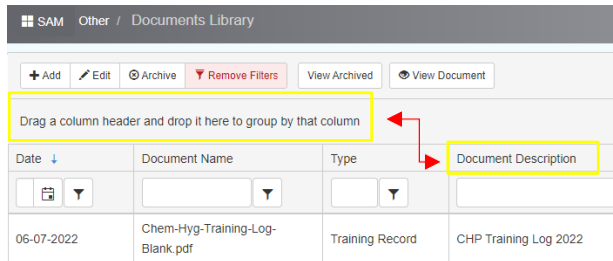 SAM Other / Documents Library
+ Add Edit Archive Remove Filters View Archived View Document
Drag a column header and drop it here to group by that column
Date ↓ Document Name Type Document Description
06-07-2022 Chem-Hyg-Training-Log- Training Record CHP Training Log 2022
Blank.pdf